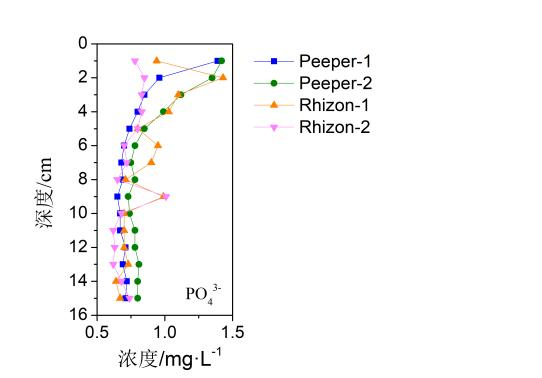 0
2
4
6
8
10
12
14
16
深度/cm
0.5
1.0
1.5
浓度/mg·L⁻¹
PO₄³⁻
Peeper-1
Peeper-2
Rhizon-1
Rhizon-2